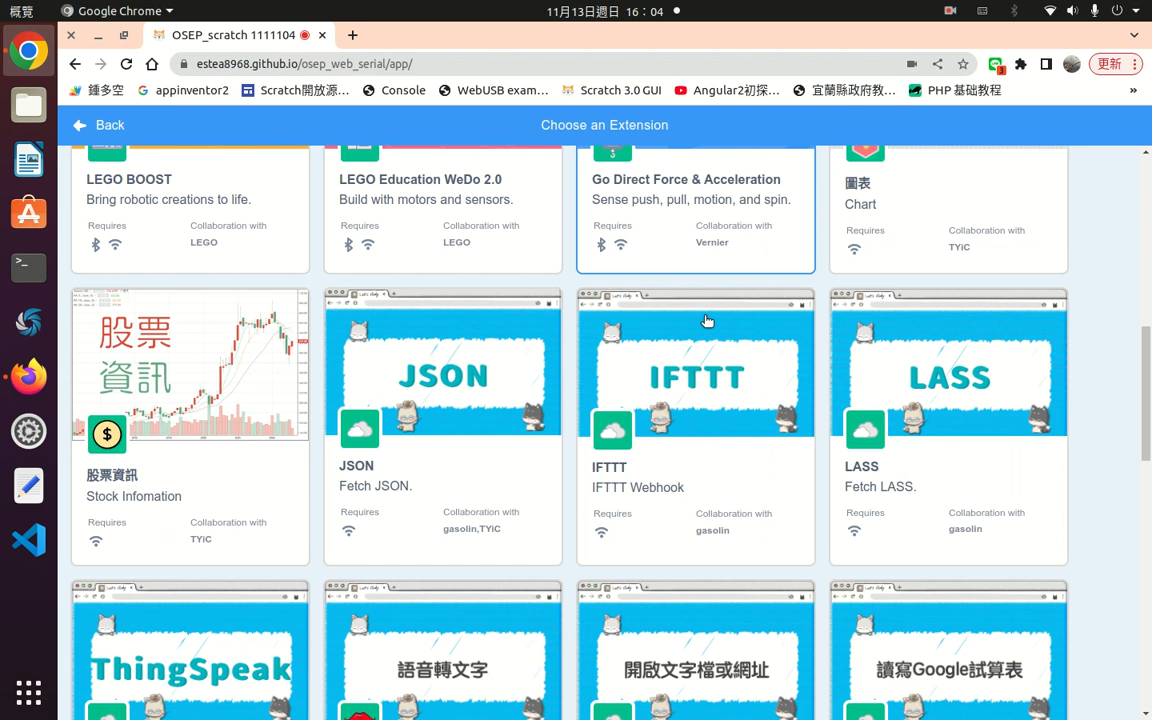 概覽
Google Chrome
11月13日週日 16：04
OSEP_scratch 1111104
estea8968.github.io/osep_web_serial/app/
更新
鍾多空
appinventor2
Scratch開放源…
Console
WebUSB exam…
Scratch 3.0 GUI
Angular2初探…
宜蘭縣政府教…
PHP 基础教程
Back
Choose an Extension
LEGO BOOST
Bring robotic creations to life.
Requires
Collaboration with
LEGO
LEGO Education WeDo 2.0
Build with motors and sensors.
Requires
Collaboration with
LEGO
Go Direct Force & Acceleration
Sense push, pull, motion, and spin.
Requires
Collaboration with
Vernier
圖表
Chart
Requires
Collaboration with
TYiC
股票
資訊
股票資訊
Stock Infomation
Requires
Collaboration with
TYiC
JSON
JSON
Fetch JSON.
Requires
Collaboration with
gasolin,TYiC
IFTTT
IFTTT
IFTTT Webhook
Requires
Collaboration with
gasolin
LASS
LASS
Fetch LASS.
Requires
Collaboration with
gasolin
ThingSpeak
語音轉文字
開啟文字檔或網址
讀寫Google試算表